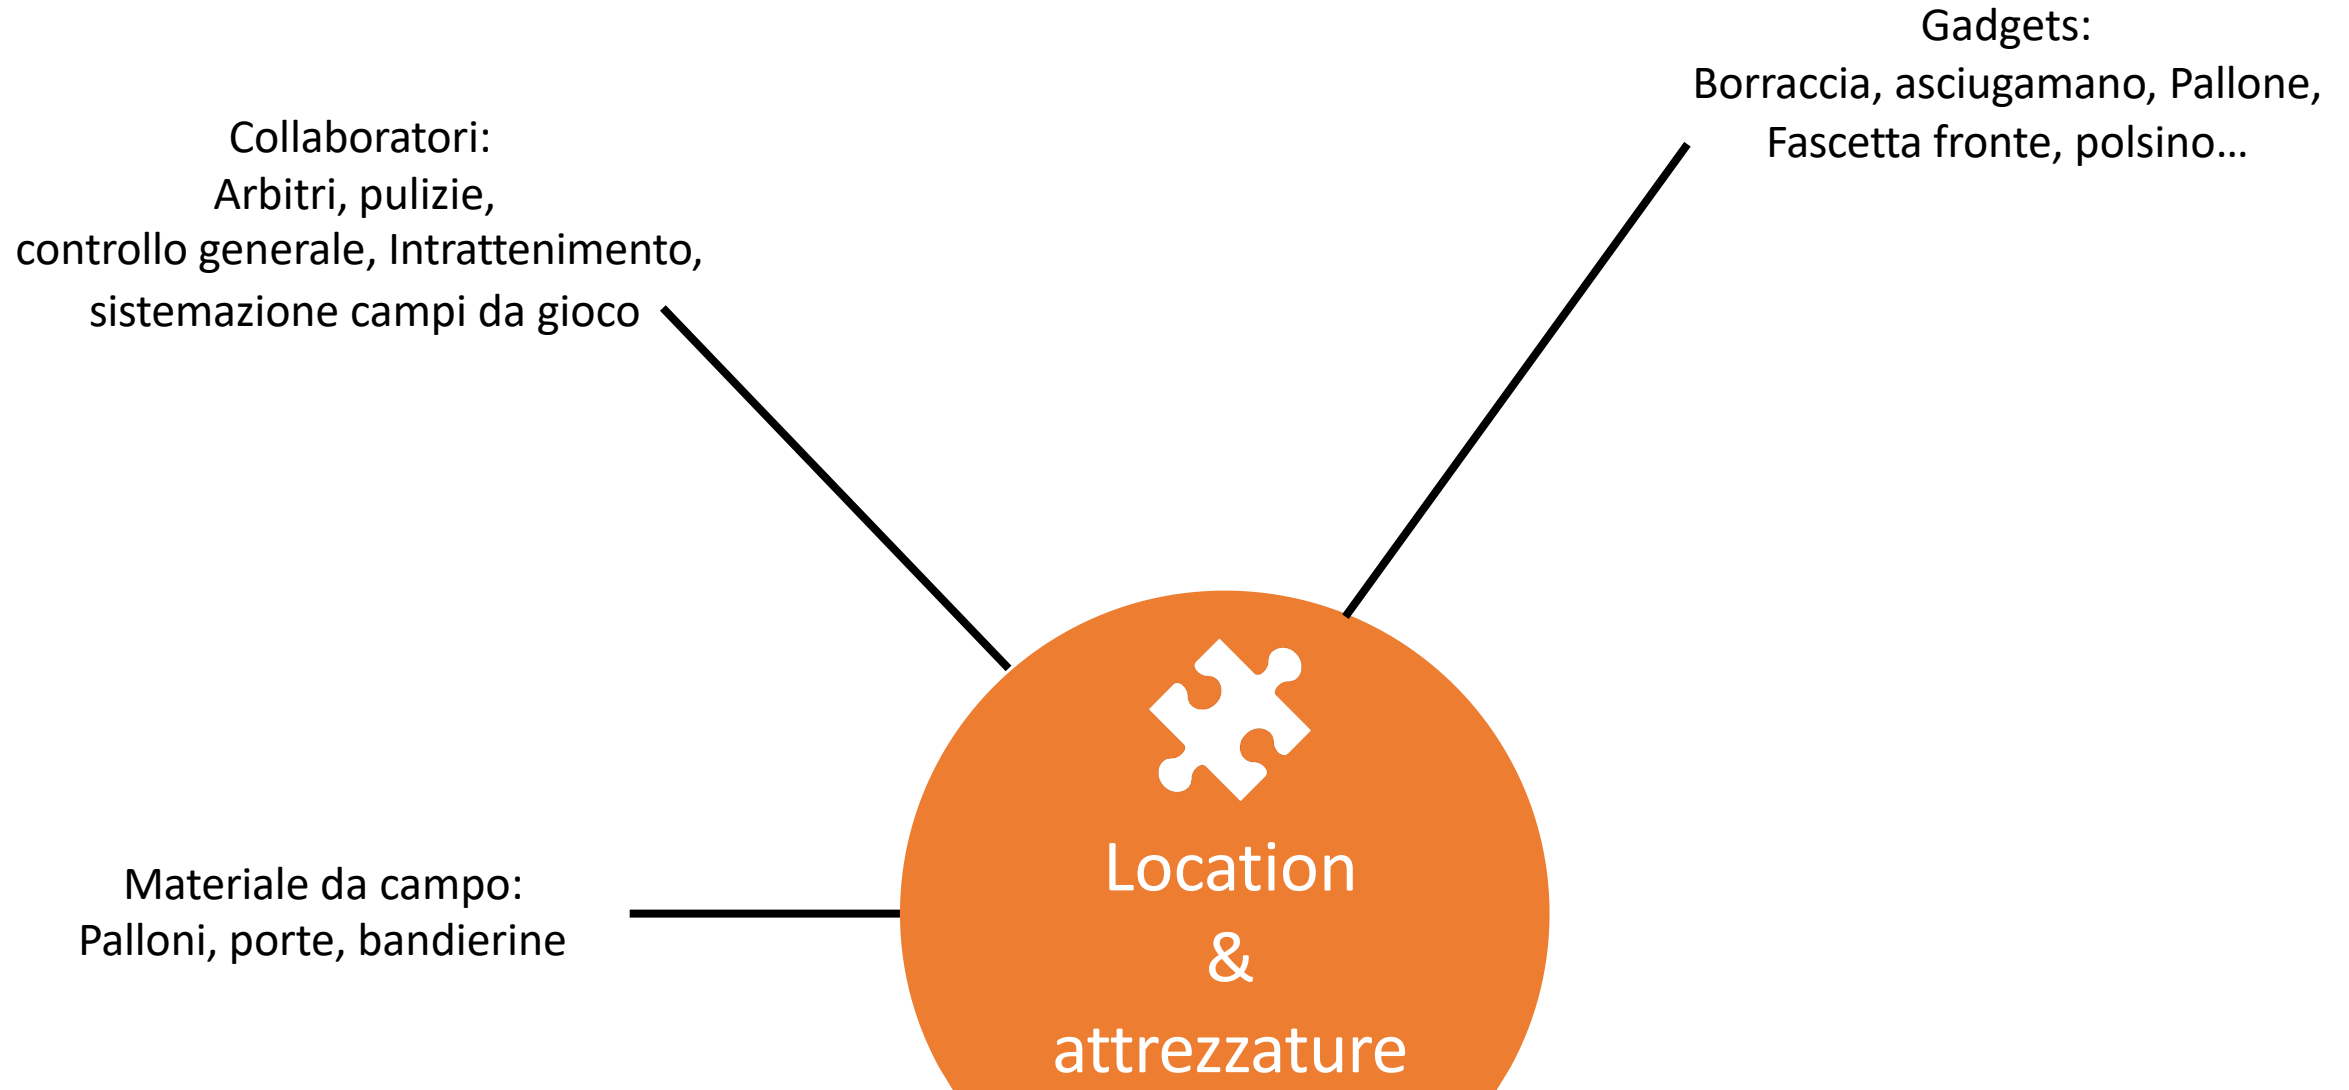 Gadgets:
Borraccia, asciugamano, Pallone,
Fascetta fronte, polsino...
Collaboratori:
Arbitri, pulizie,
controllo generale, Intrattenimento,
sistemazione campi da gioco
Materiale da campo:
Palloni, porte, bandierine
Location
&
attrezzature